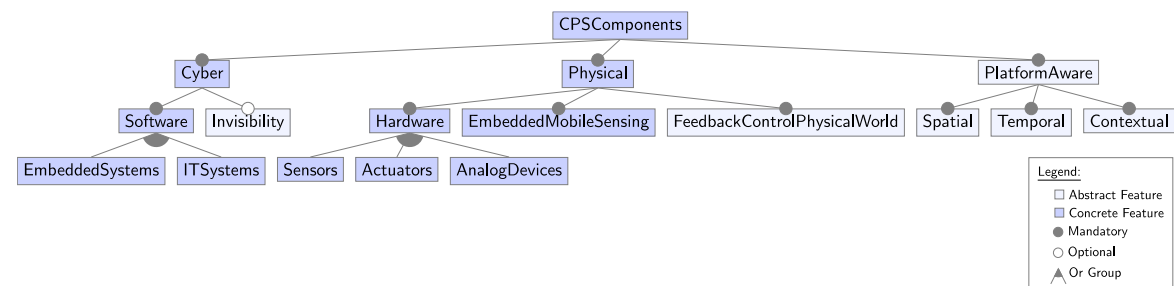 CPSComponents
Cyber
Physical
PlatformAware
Software
Invisibility
Hardware
EmbeddedMobileSensing
FeedbackControlPhysicalWorld
Spatial
Temporal
Contextual
EmbeddedSystems
ITSystems
Sensors
Actuators
AnalogDevices
Legend:
Abstract Feature
Concrete Feature
Mandatory
Optional
Or Group